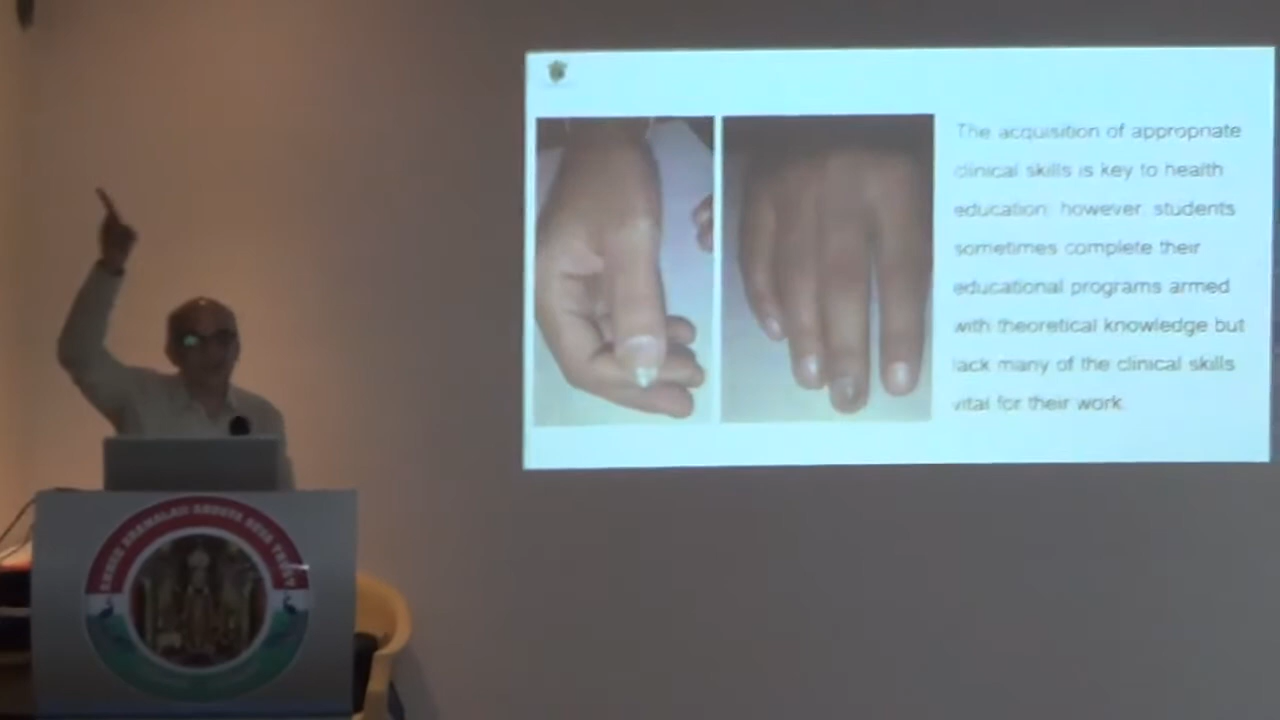 The acquisition of appropriate
clinical skills is key to health
education; however, students
sometimes complete their
educational programs armed
with theoretical knowledge but
lack many of the clinical skills
vital for their work.